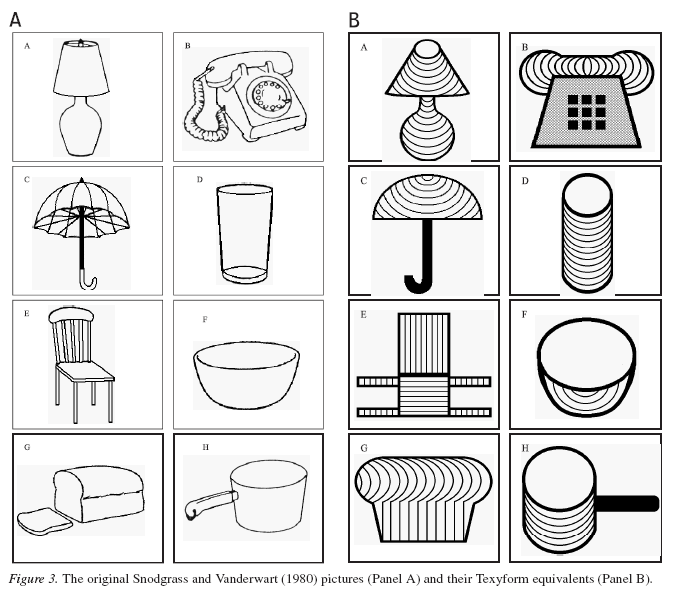 A B
A B A B
C D C D
E F E F
G H G H
Figure 3. The original Snodgrass and Vanderwart (1980) pictures (Panel A) and their Texyform equivalents (Panel B).